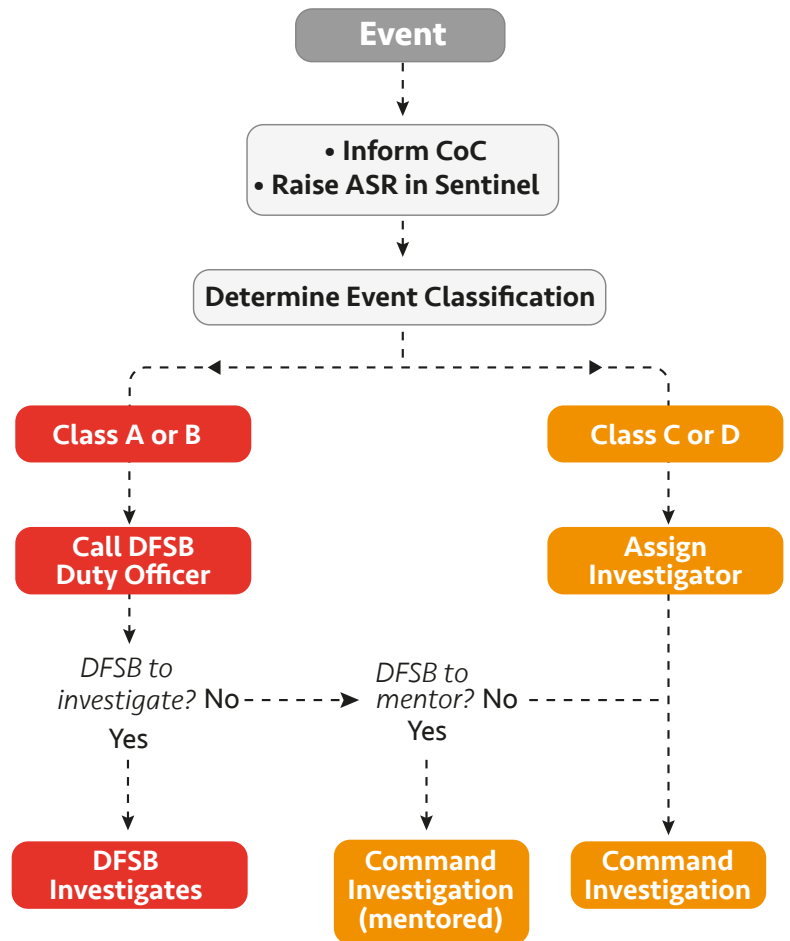 Event
• Inform CoC
• Raise ASR in Sentinel
Determine Event Classification
Class A or B
Class C or D
Call DFSB
Duty Officer
Assign
Investigator
DFSB to
investigate? No
Yes
DFSB to
mentor? No
Yes
DFSB
Investigates
Command
Investigation
(mentored)
Command
Investigation